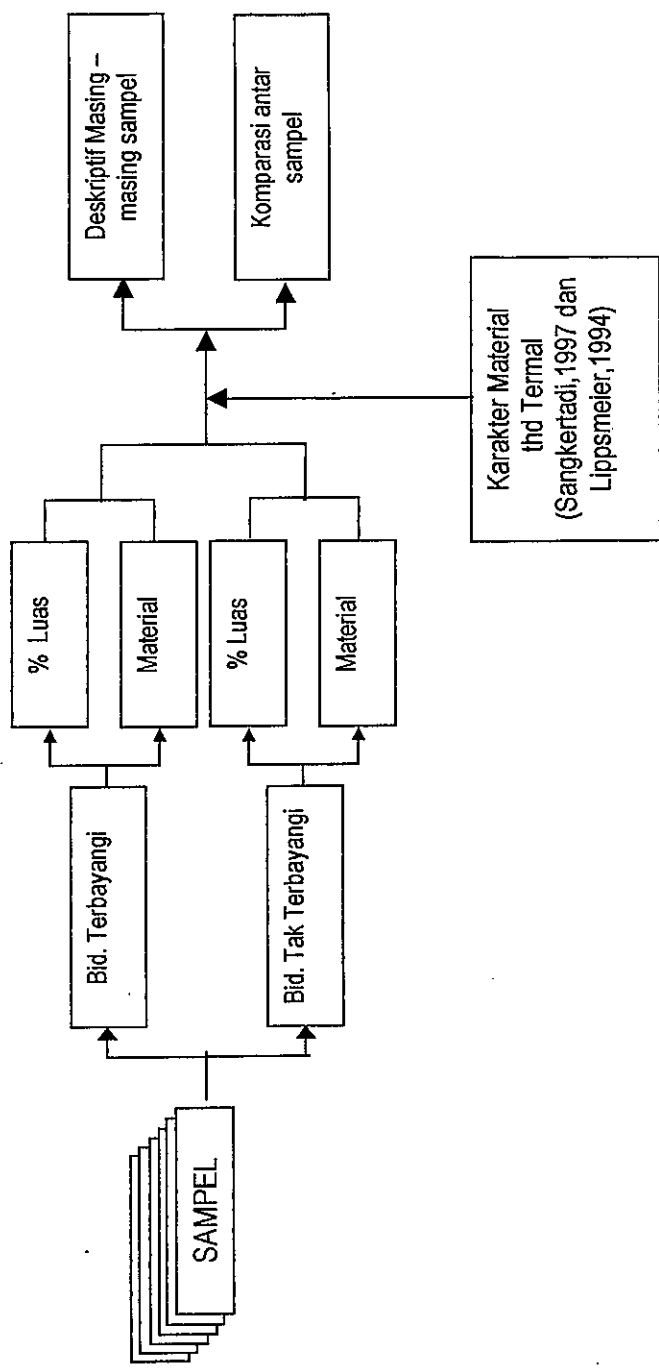 SAMPEL
Bid. Terbayangi
Bid. Tak Terbayangi
% Luas
Material
% Luas
Material
Karakter Material
thd Termal
(Sangkertadi,1997 dan
Lippsmeier,1994)
Deskriptif Masing –
masing sampel
Komparasi antar
sampel